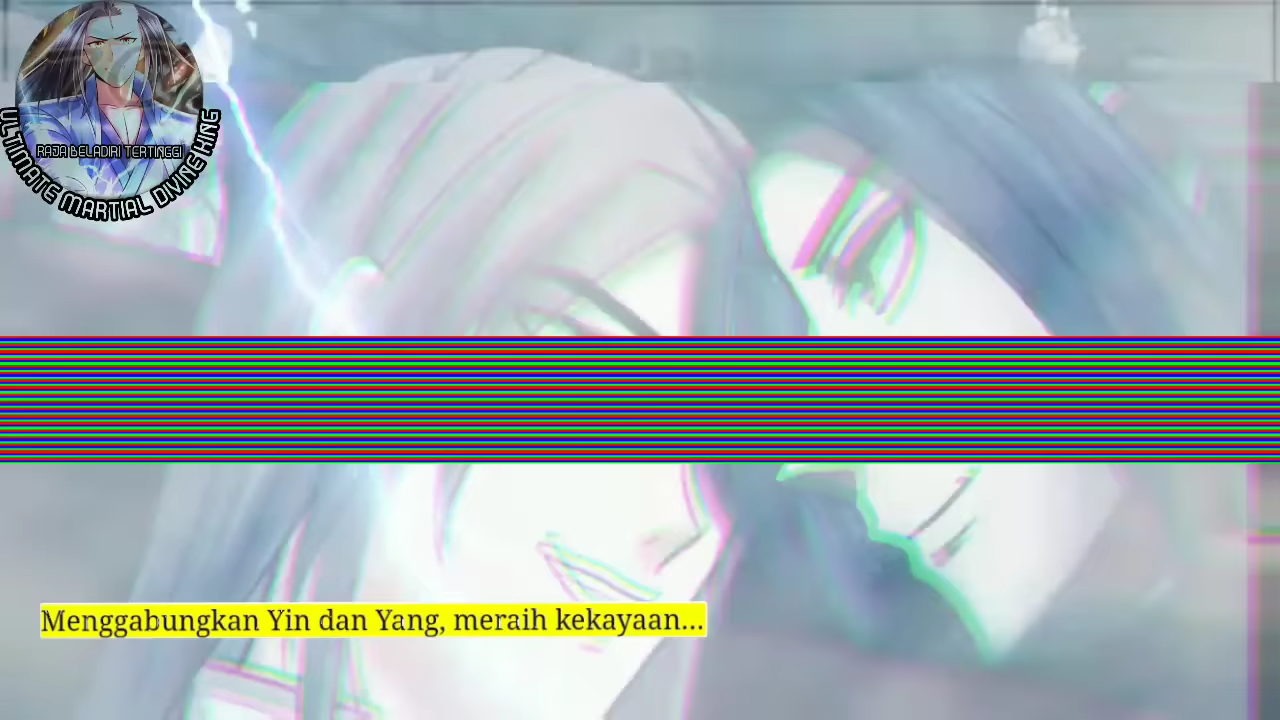 RAJA BELADIRI TERTINGGI
ULTIMATE MARTIAL DIVINE KING
Menggabungkan Yin dan Yang, meraih kekayaan...